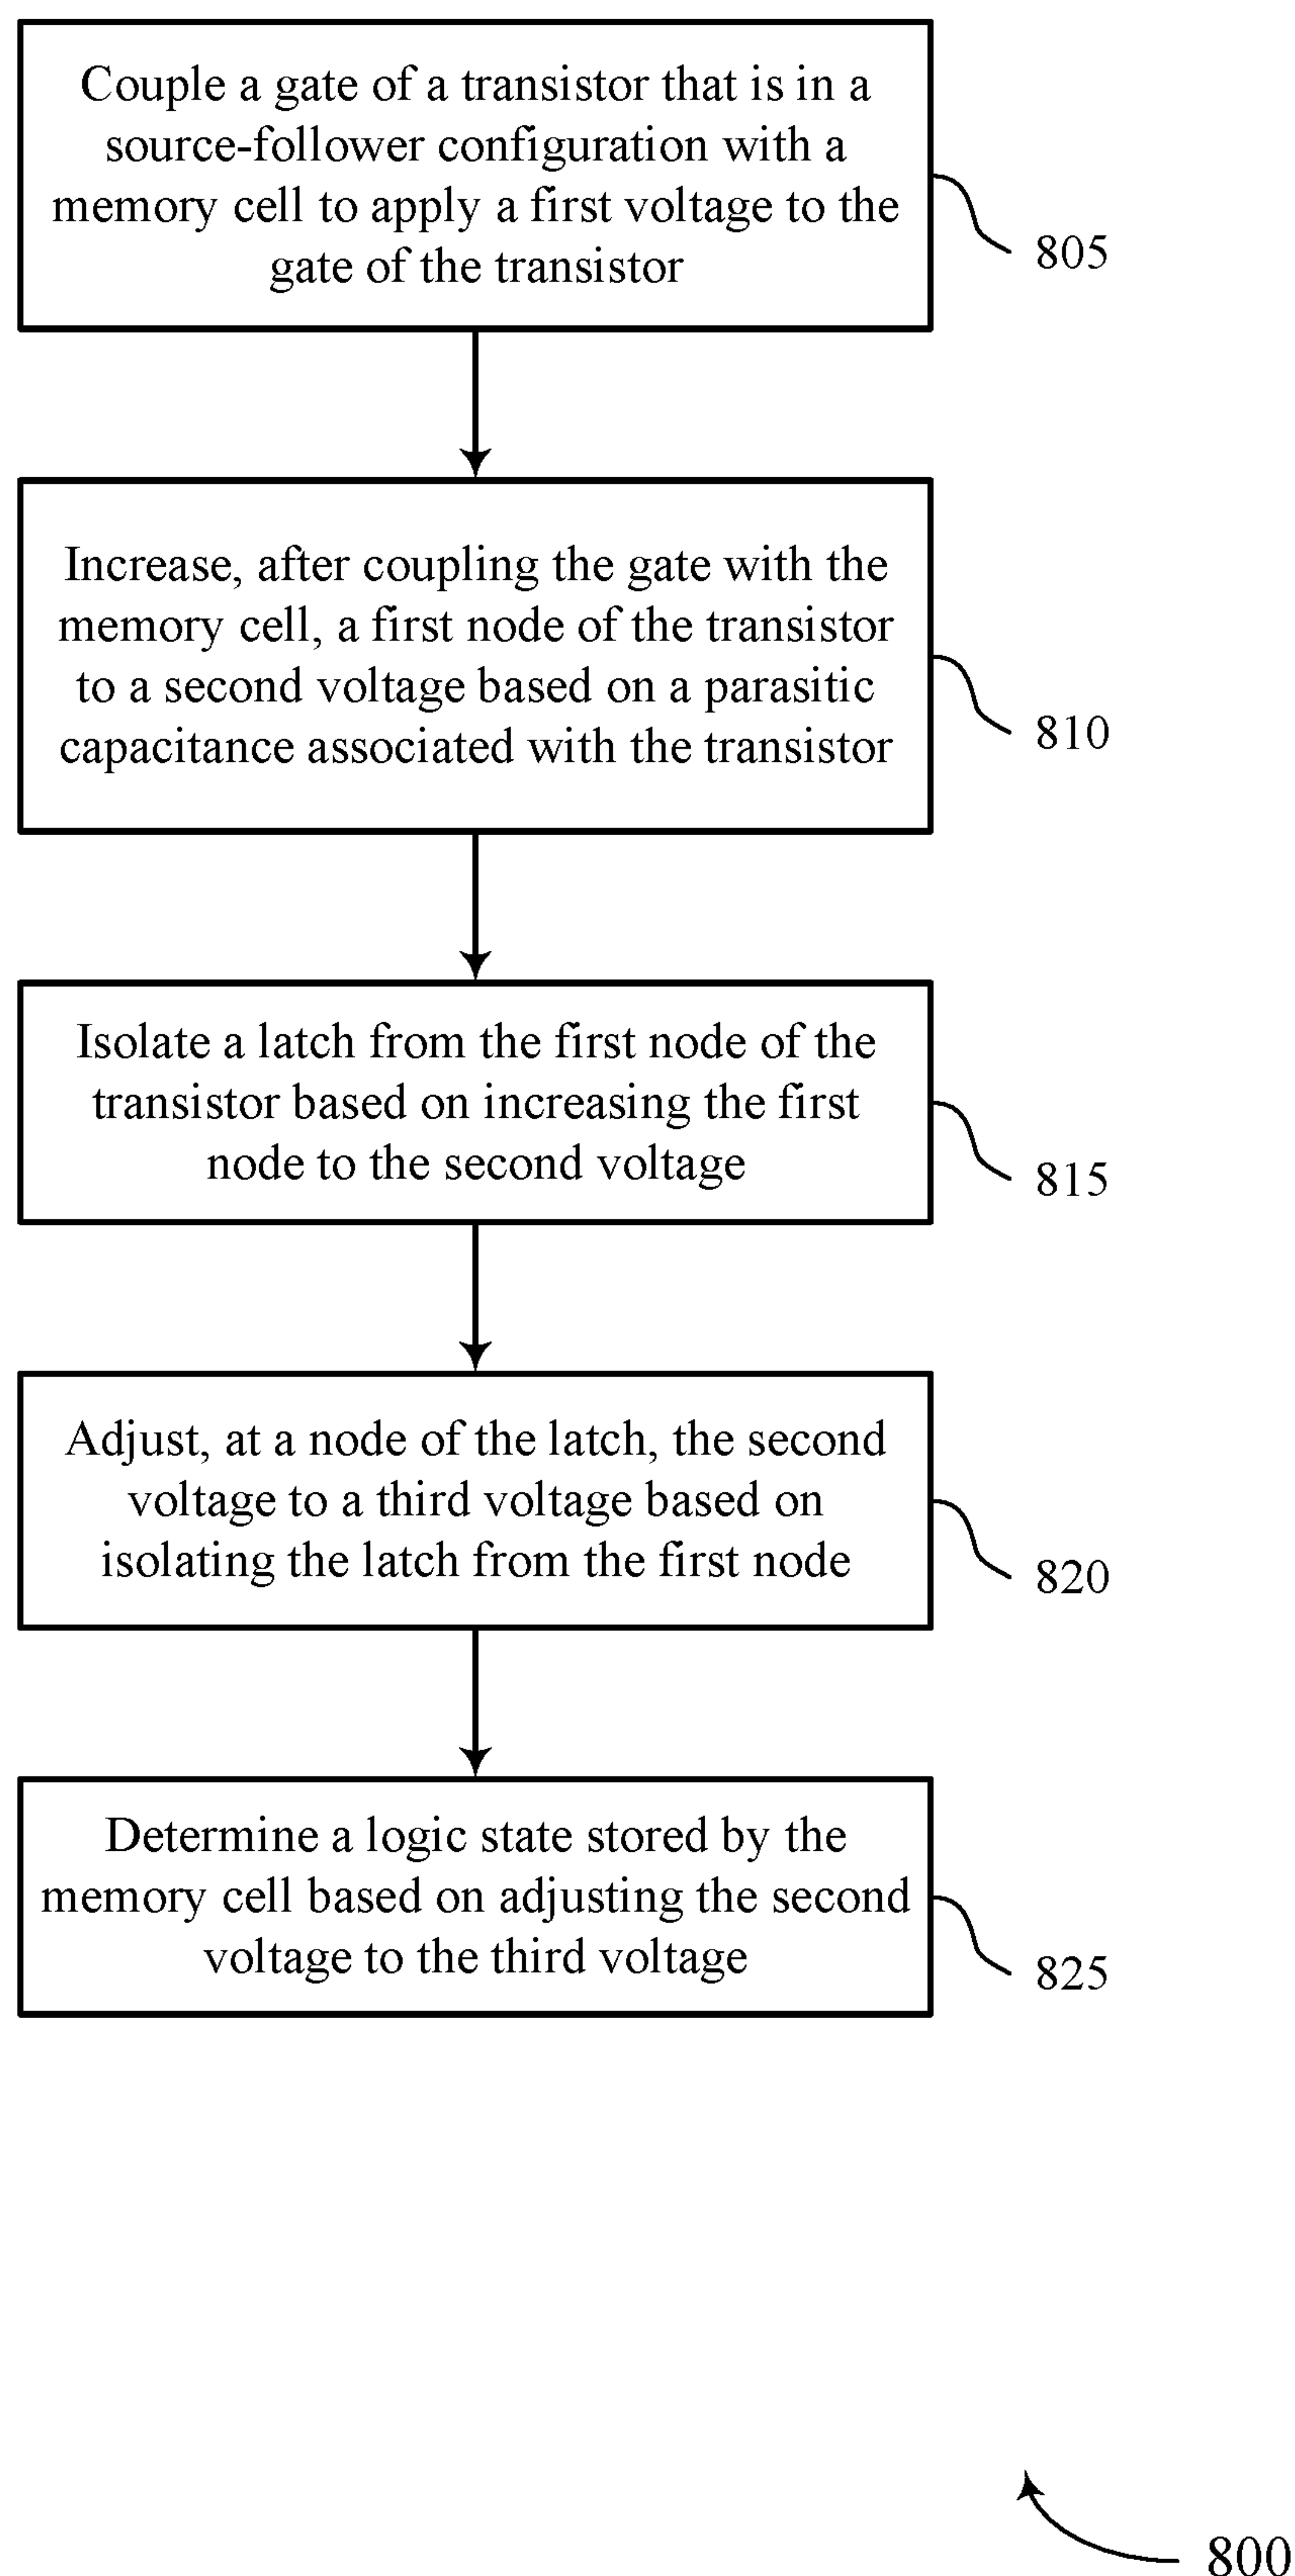 Couple a gate of a transistor that is in a
source-follower configuration with a
memory cell to apply a first voltage to the
gate of the transistor
805
Increase, after coupling the gate with the
memory cell, a first node of the transistor
to a second voltage based on a parasitic
capacitance associated with the transistor
810
Isolate a latch from the first node of the
transistor based on increasing the first
node to the second voltage
815
Adjust, at a node of the latch, the second
voltage to a third voltage based on
isolating the latch from the first node
820
Determine a logic state stored by the
memory cell based on adjusting the second
voltage to the third voltage
825
800